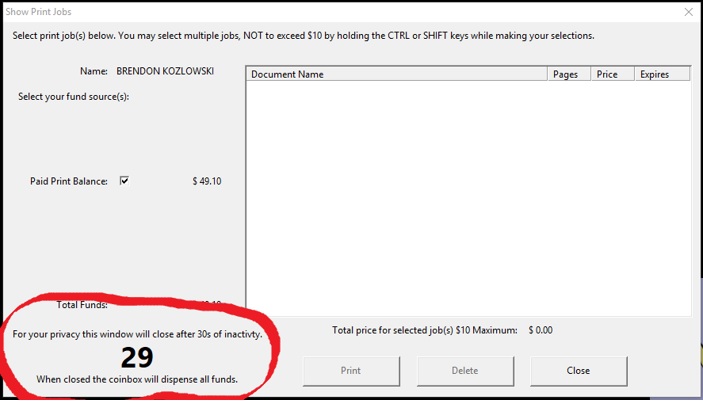 Show Print Jobs
Select print job(s) below. You may select multiple jobs, NOT to exceed $10 by holding the CTRL or SHIFT keys while making your selections.
Name: BRENDON KOZLOWSKI
Document Name Pages Price Expires
Select your fund source(s):
Paid Print Balance: $ 49.10
Total Funds:
For your privacy this window will close after 30s of inactivty.
Total price for selected job(s) $10 Maximum: $ 0.00
29
Print Delete Close
When closed the coinbox will dispense all funds.